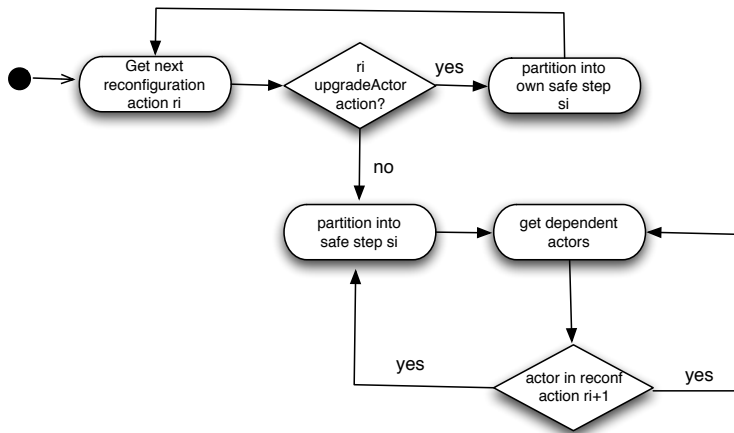 Get next
reconfiguration
action ri
ri
upgradeActor
action?
yes
partition into
own safe step
si
no
partition into
safe step si
get dependent
actors
yes
actor in reconf
action ri+1
yes